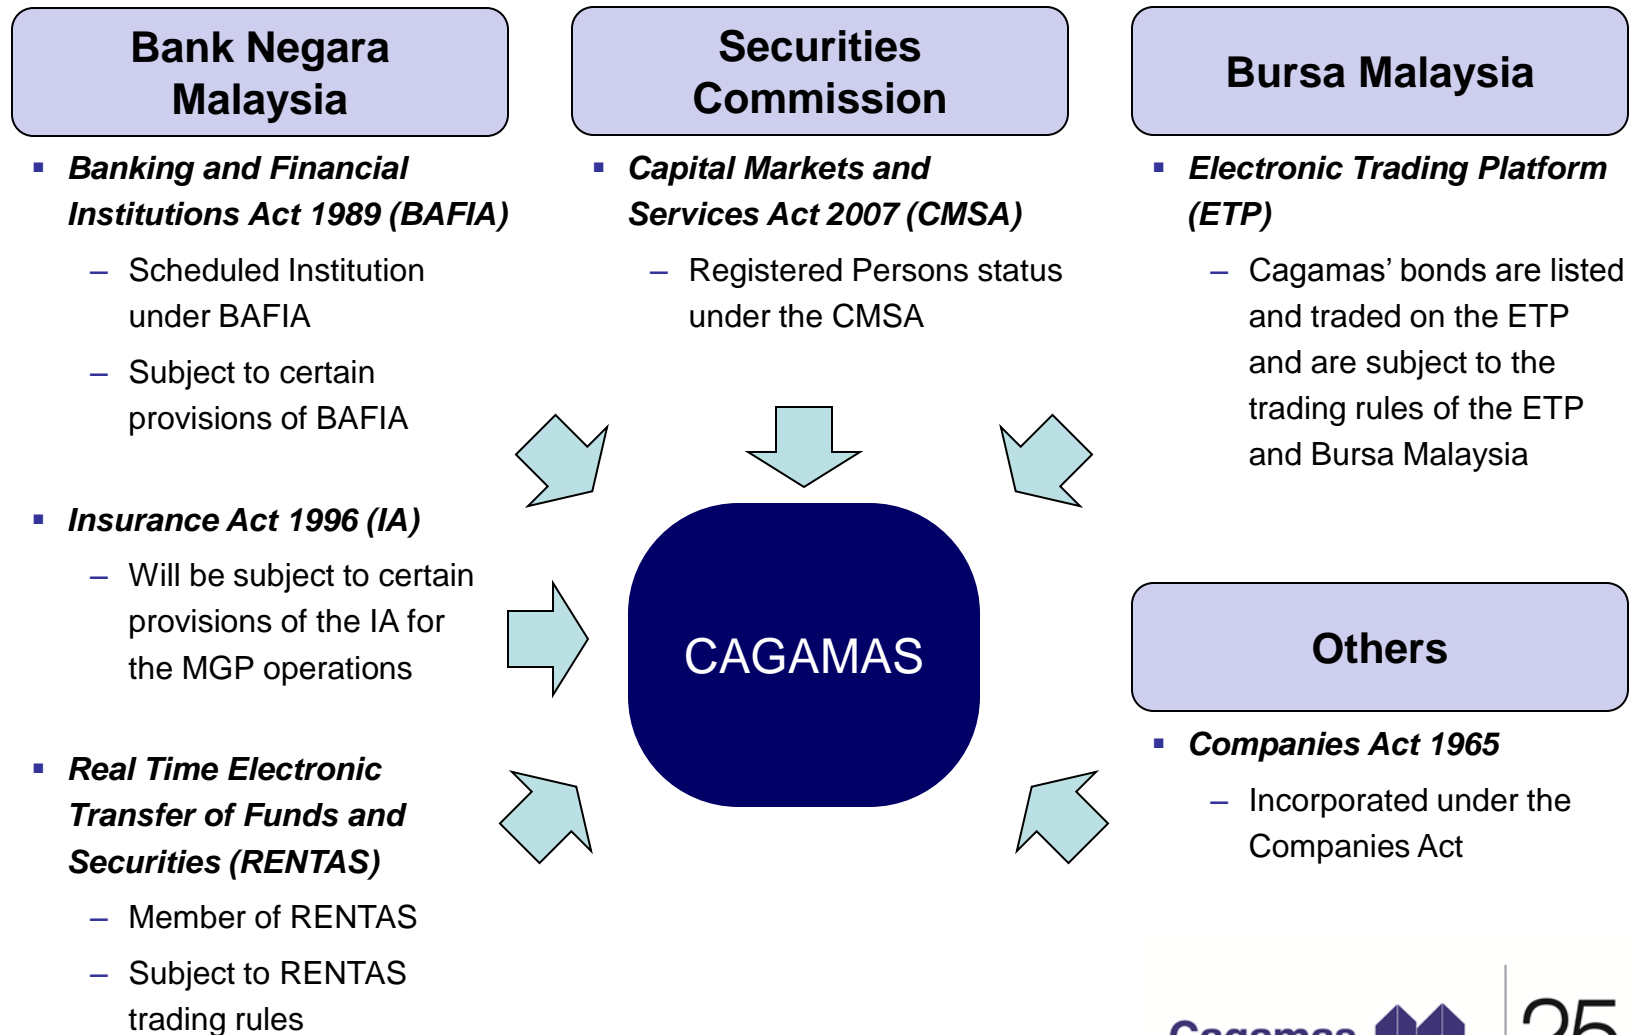 Bank Negara
Malaysia
▪ Banking and Financial
Institutions Act 1989 (BAFIA)
– Scheduled Institution
under BAFIA
– Subject to certain
provisions of BAFIA
▪ Insurance Act 1996 (IA)
– Will be subject to certain
provisions of the IA for
the MGP operations
▪ Real Time Electronic
Transfer of Funds and
Securities (RENTAS)
– Member of RENTAS
– Subject to RENTAS
trading rules
Securities
Commission
▪ Capital Markets and
Services Act 2007 (CMSA)
– Registered Persons status
under the CMSA
CAGAMAS
Bursa Malaysia
▪ Electronic Trading Platform
(ETP)
– Cagamas’ bonds are listed
and traded on the ETP
and are subject to the
trading rules of the ETP
and Bursa Malaysia
Others
▪ Companies Act 1965
– Incorporated under the
Companies Act
Cagamas
25